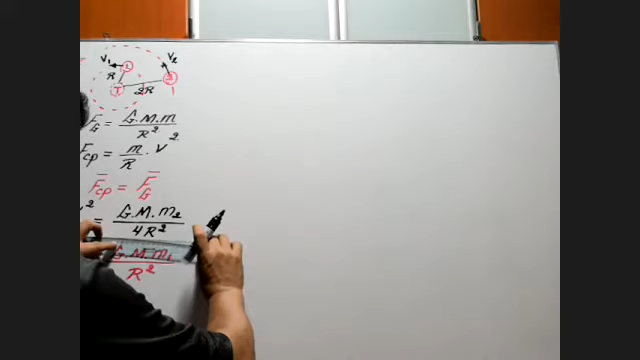 V₁ L V₂
R T 2R 1
F_G = G.M.m / R²
F_cp = m/R . V²
F_cp = F_G
² = G.M.m₂ / 4R²
G.M.m₁ / R²